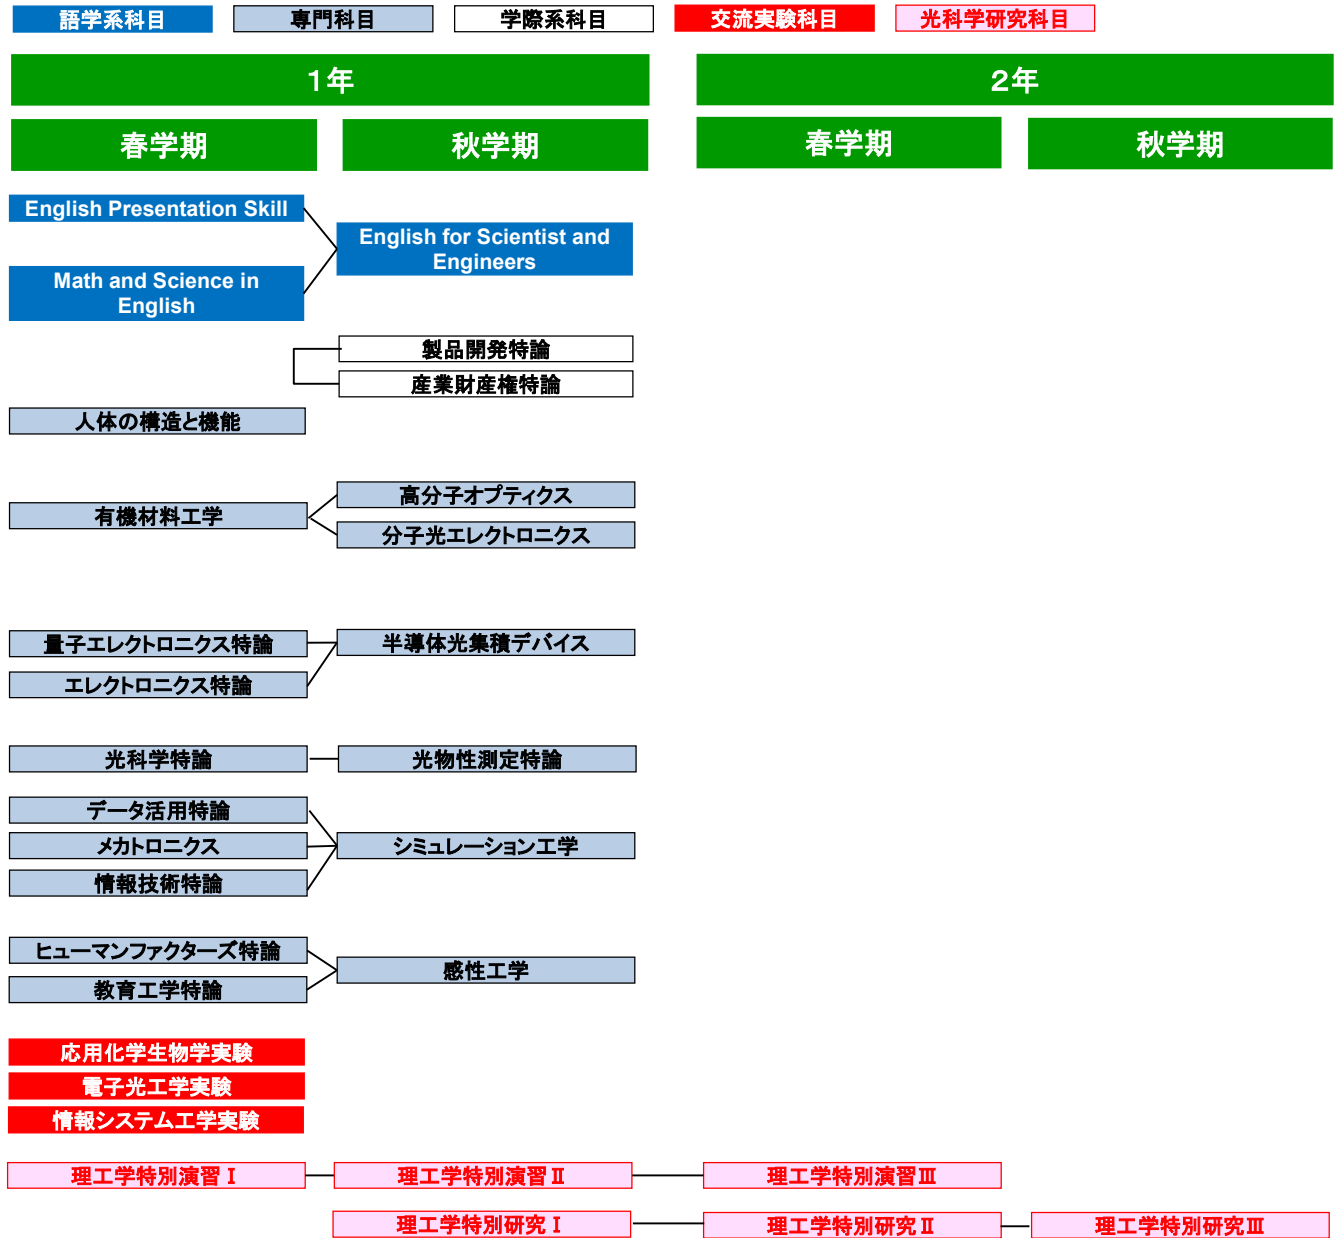 語学系科目
専門科目
学際系科目
交流実験科目
光科学研究科目
１年
２年
春学期
秋学期
春学期
秋学期
English Presentation Skill
English for Scientist and
Engineers
Math and Science in
English
製品開発特論
産業財産権特論
人体の構造と機能
高分子オプティクス
有機材料工学
分子光エレクトロニクス
量子エレクトロニクス特論
半導体光集積デバイス
エレクトロニクス特論
光科学特論
光物性測定特論
データ活用特論
メカトロニクス
シミュレーション工学
情報技術特論
ヒューマンファクターズ特論
感性工学
教育工学特論
応用化学生物学実験
電子光工学実験
情報システム工学実験
理工学特別演習Ⅰ
理工学特別演習Ⅱ
理工学特別演習Ⅲ
理工学特別研究Ⅰ
理工学特別研究Ⅱ
理工学特別研究Ⅲ